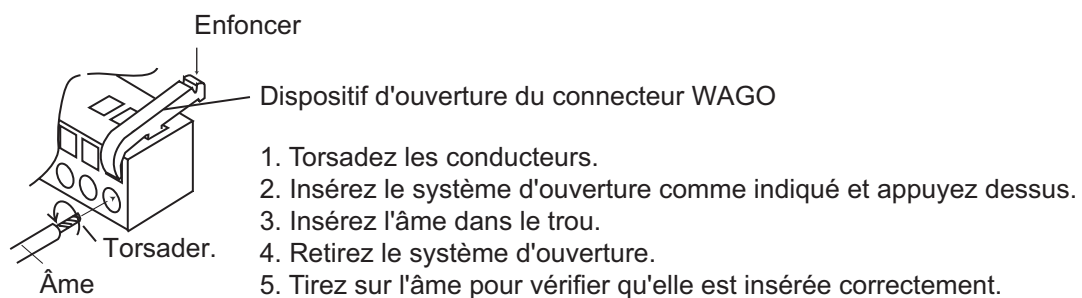 Enfoncer
Dispositif d'ouverture du connecteur WAGO
1. Torsadez les conducteurs.
2. Insérez le système d'ouverture comme indiqué et appuyez dessus.
3. Insérez l'âme dans le trou.
4. Retirez le système d'ouverture.
5. Tirez sur l'âme pour vérifier qu'elle est insérée correctement.
Torsader.
Âme